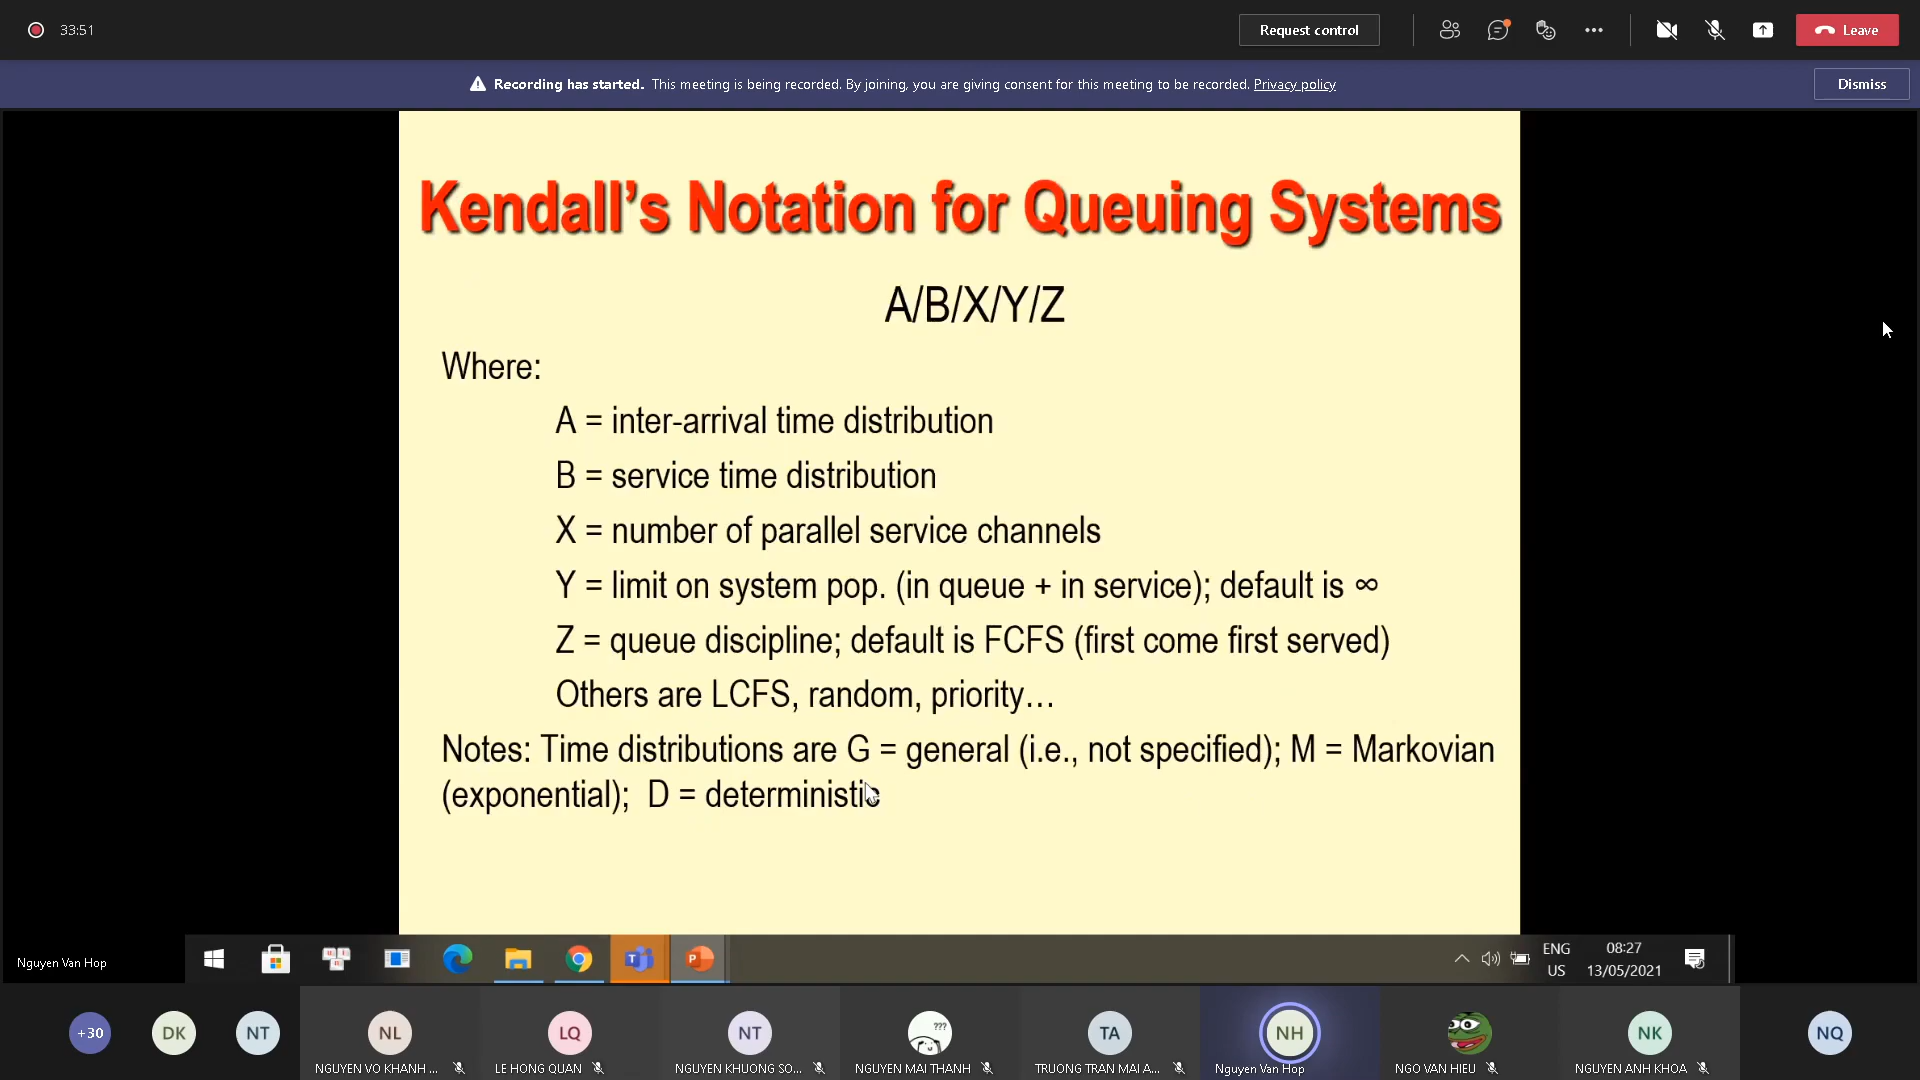 33:51
Request control
Leave
Recording has started. This meeting is being recorded. By joining, you are giving consent for this meeting to be recorded. Privacy policy
Dismiss
Kendall's Notation for Queuing Systems
A/B/X/Y/Z
Where:
A = inter-arrival time distribution
B = service time distribution
X = number of parallel service channels
Y = limit on system pop. (in queue + in service); default is ∞
Z = queue discipline; default is FCFS (first come first served)
Others are LCFS, random, priority…
Notes: Time distributions are G = general (i.e., not specified); M = Markovian
(exponential); D = deterministic
Nguyen Van Hop
ENG
US
08:27
13/05/2021
+30
DK
NT
NL
LQ
NT
???
TA
NH
NK
NQ
NGUYEN VO KHANH ...
LE HONG QUAN
NGUYEN KHUONG SO...
NGUYEN MAI THANH
TRUONG TRAN MAI A...
Nguyen Van Hop
NGO VAN HIEU
NGUYEN ANH KHOA